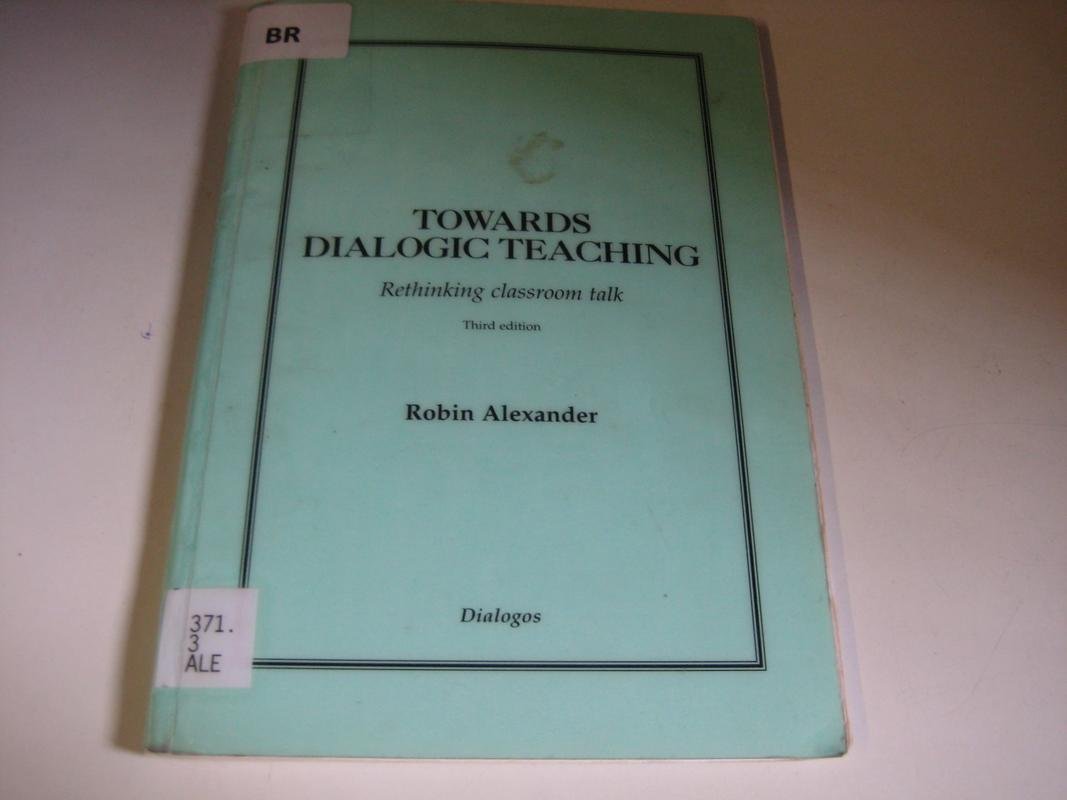 BR
TOWARDS
DIALOGIC TEACHING
Rethinking classroom talk
Third edition
Robin Alexander
Dialogos
371.
3
ALE